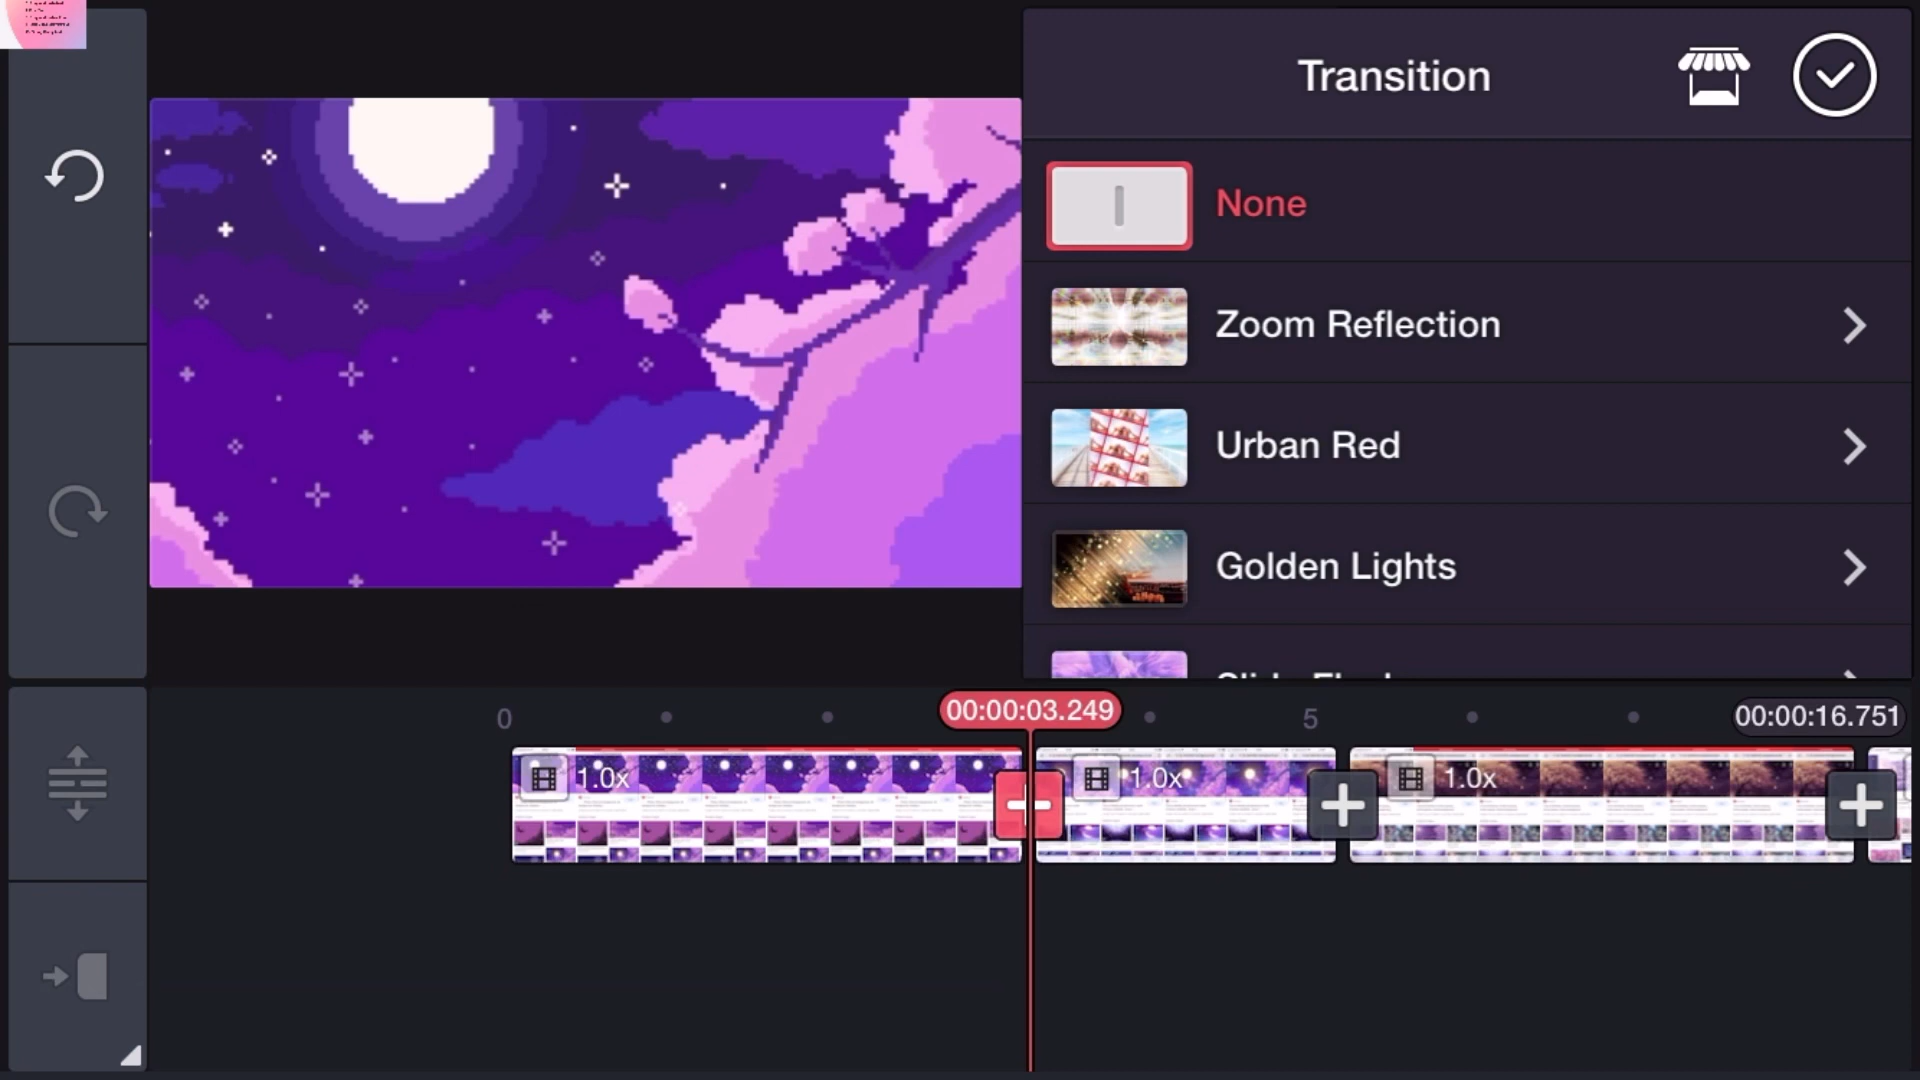 Transition
None
Zoom Reflection
Urban Red
Golden Lights
0
00:00:03.249
5
00:00:16.751
1.0x
1.0x
1.0x